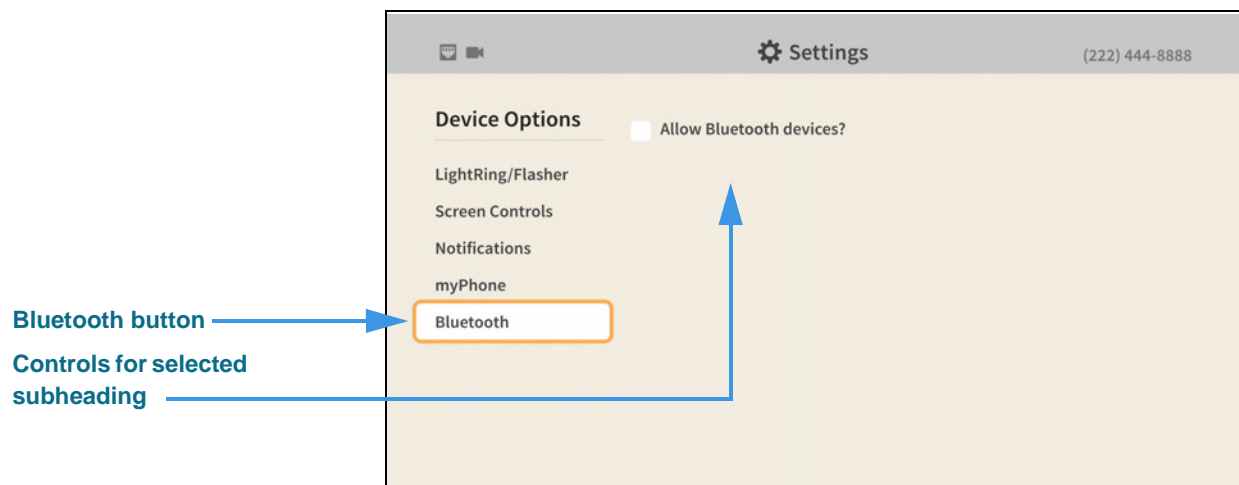 Settings
(222) 444-8888
Device Options
Allow Bluetooth devices?
LightRing/Flasher
Screen Controls
Notifications
myPhone
Bluetooth
Bluetooth button
Controls for selected
subheading